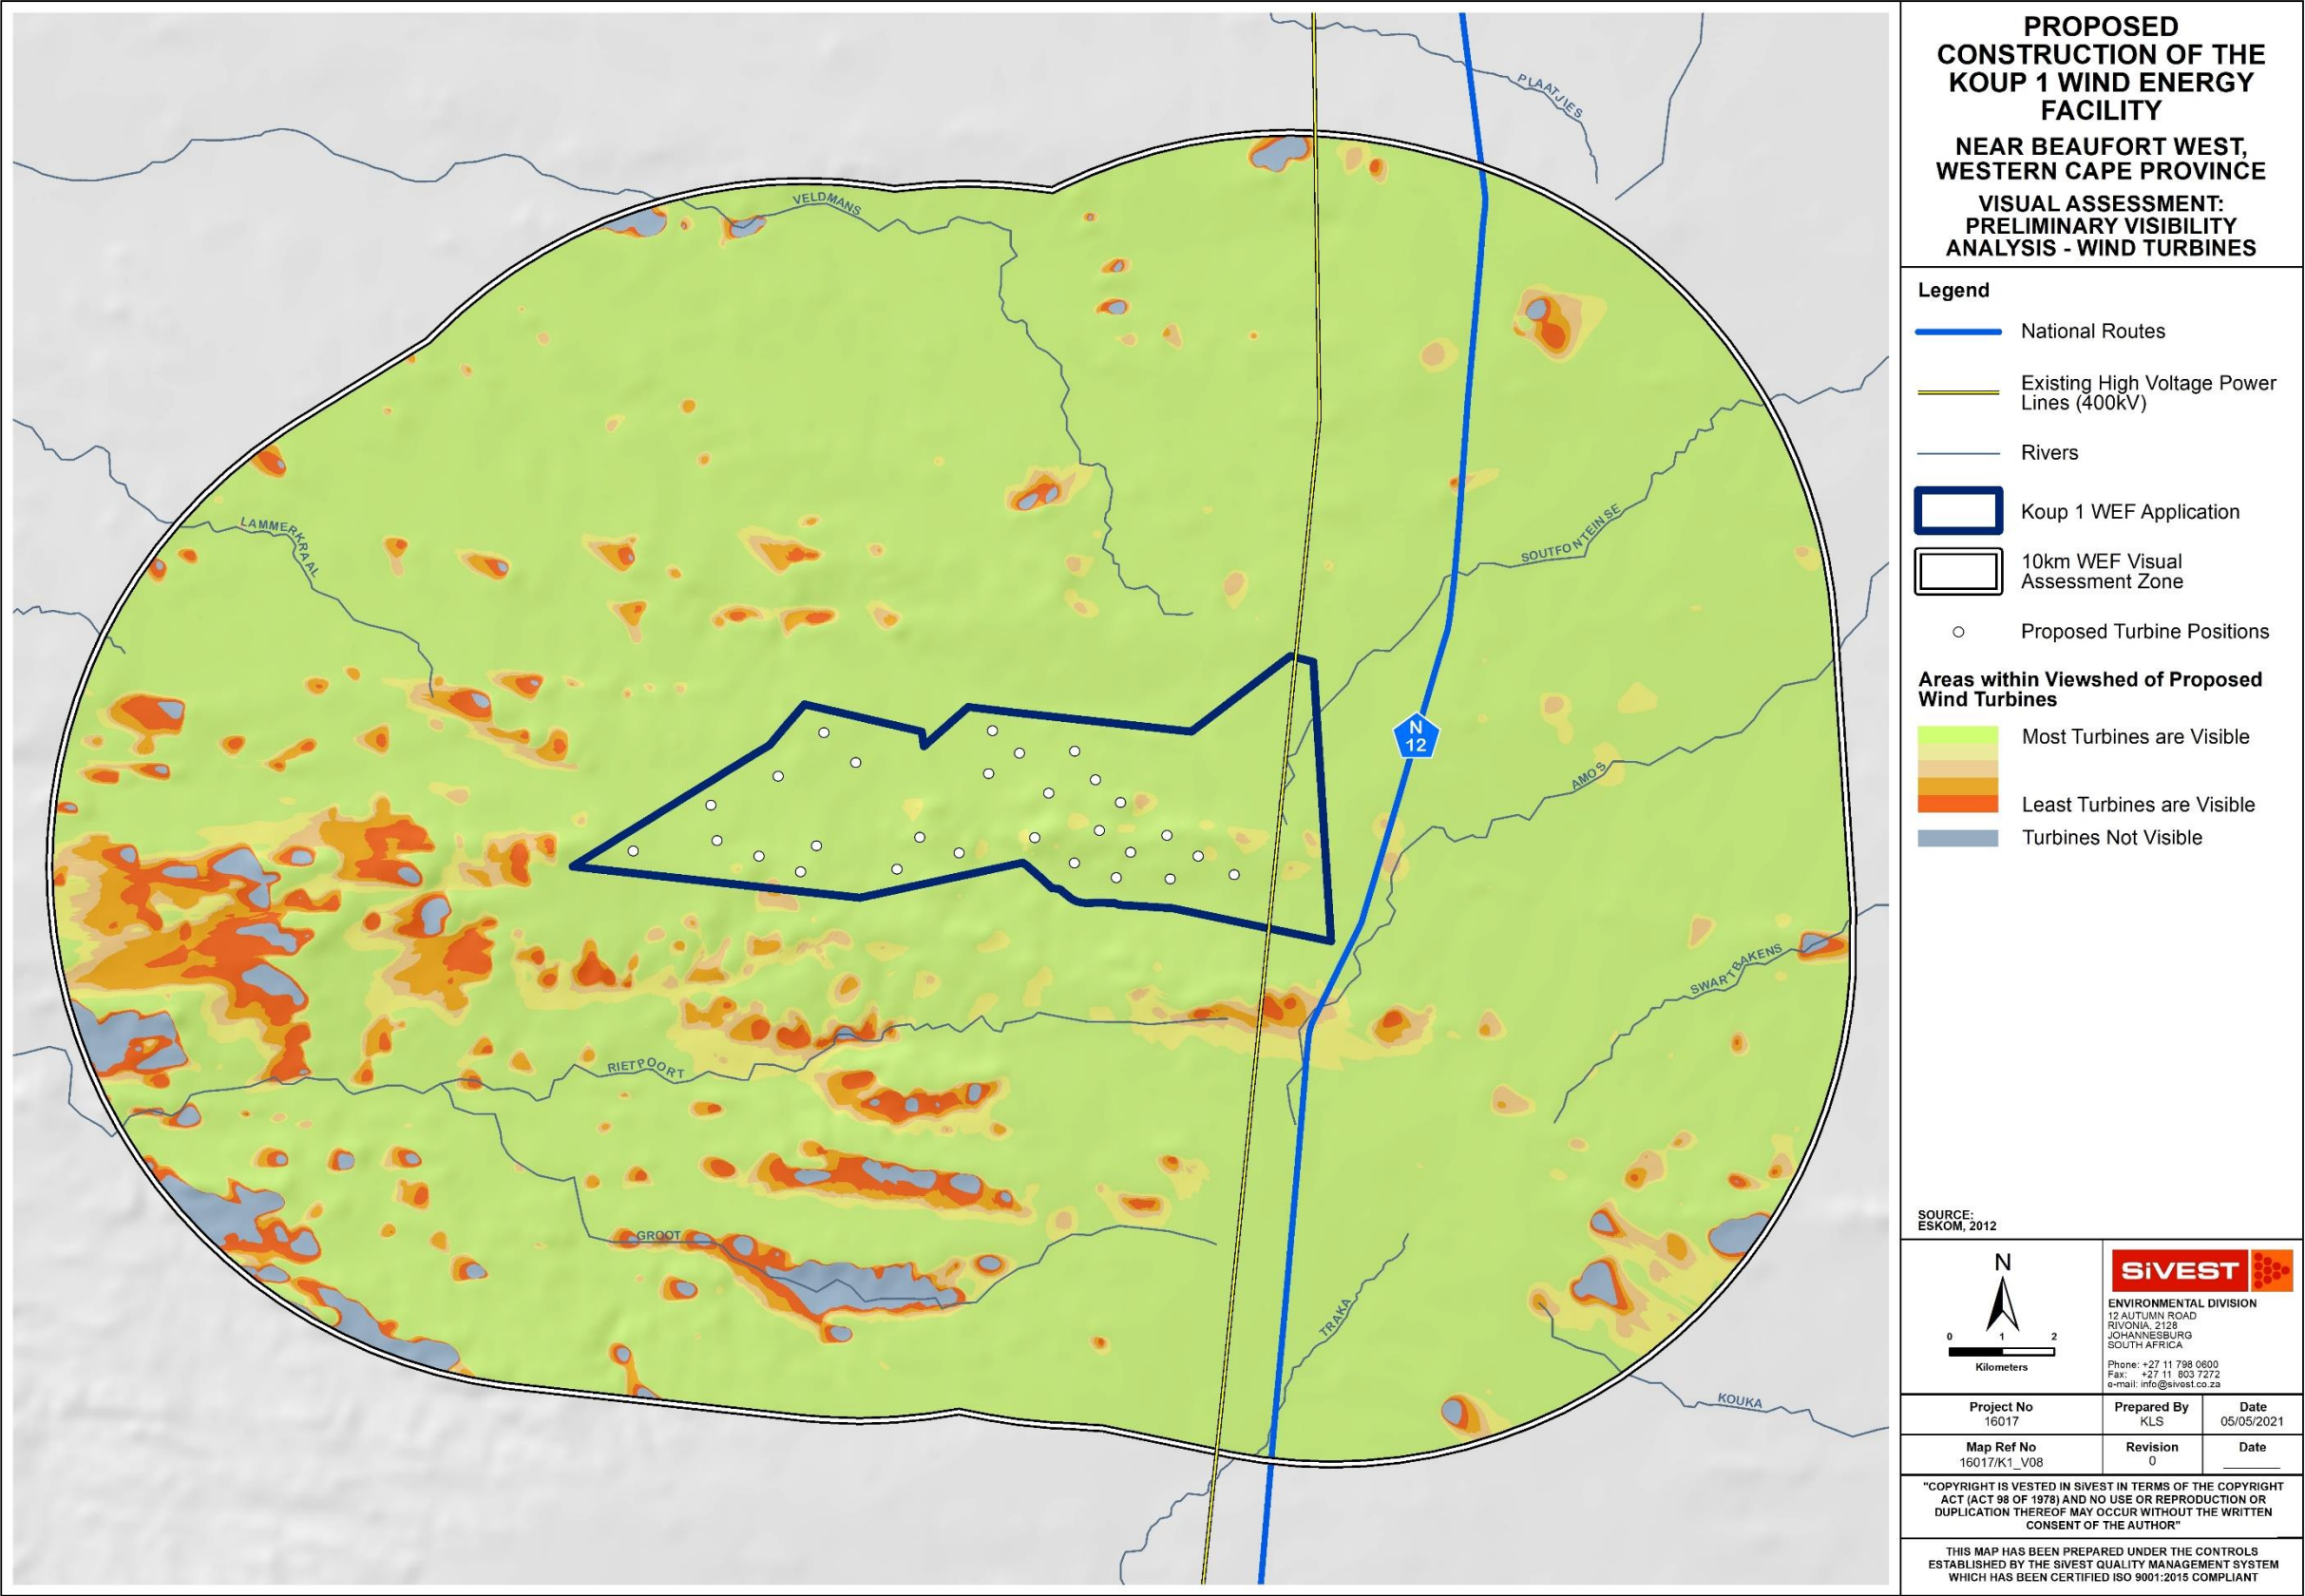 PROPOSED
CONSTRUCTION OF THE
KOUP 1 WIND ENERGY
FACILITY
NEAR BEAUFORT WEST,
WESTERN CAPE PROVINCE
VISUAL ASSESSMENT:
PRELIMINARY VISIBILITY
ANALYSIS - WIND TURBINES
Legend
National Routes
Existing High Voltage Power
Lines (400kV)
Rivers
Koup 1 WEF Application
10km WEF Visual
Assessment Zone
Proposed Turbine Positions
Areas within Viewshed of Proposed
Wind Turbines
Most Turbines are Visible
Least Turbines are Visible
Turbines Not Visible
SOURCE:
ESKOM, 2012
N
0 1 2
Kilometers
SiVEST
ENVIRONMENTAL DIVISION
12 AUTUMN ROAD
RIVONIA, 2128
JOHANNESBURG
SOUTH AFRICA
Phone: +27 11 798 0600
Fax: +27 11 803 7272
e-mail: info@sivest.co.za
Project No
16017
Prepared By
KLS
Date
05/05/2021
Map Ref No
16017/K1_V08
Revision
0
Date
"COPYRIGHT IS VESTED IN SiVEST IN TERMS OF THE COPYRIGHT
ACT (ACT 98 OF 1978) AND NO USE OR REPRODUCTION OR
DUPLICATION THEREOF MAY OCCUR WITHOUT THE WRITTEN
CONSENT OF THE AUTHOR"
THIS MAP HAS BEEN PREPARED UNDER THE CONTROLS
ESTABLISHED BY THE SiVEST QUALITY MANAGEMENT SYSTEM
WHICH HAS BEEN CERTIFIED ISO 9001:2015 COMPLIANT
PLAATJIES
VELDMANS
LAMMERKRAAL
SOUTFONTEINSE
N
12
AMOS
SWARTBAKENS
RIETPOORT
GROOT
TRAKA
KOUKA